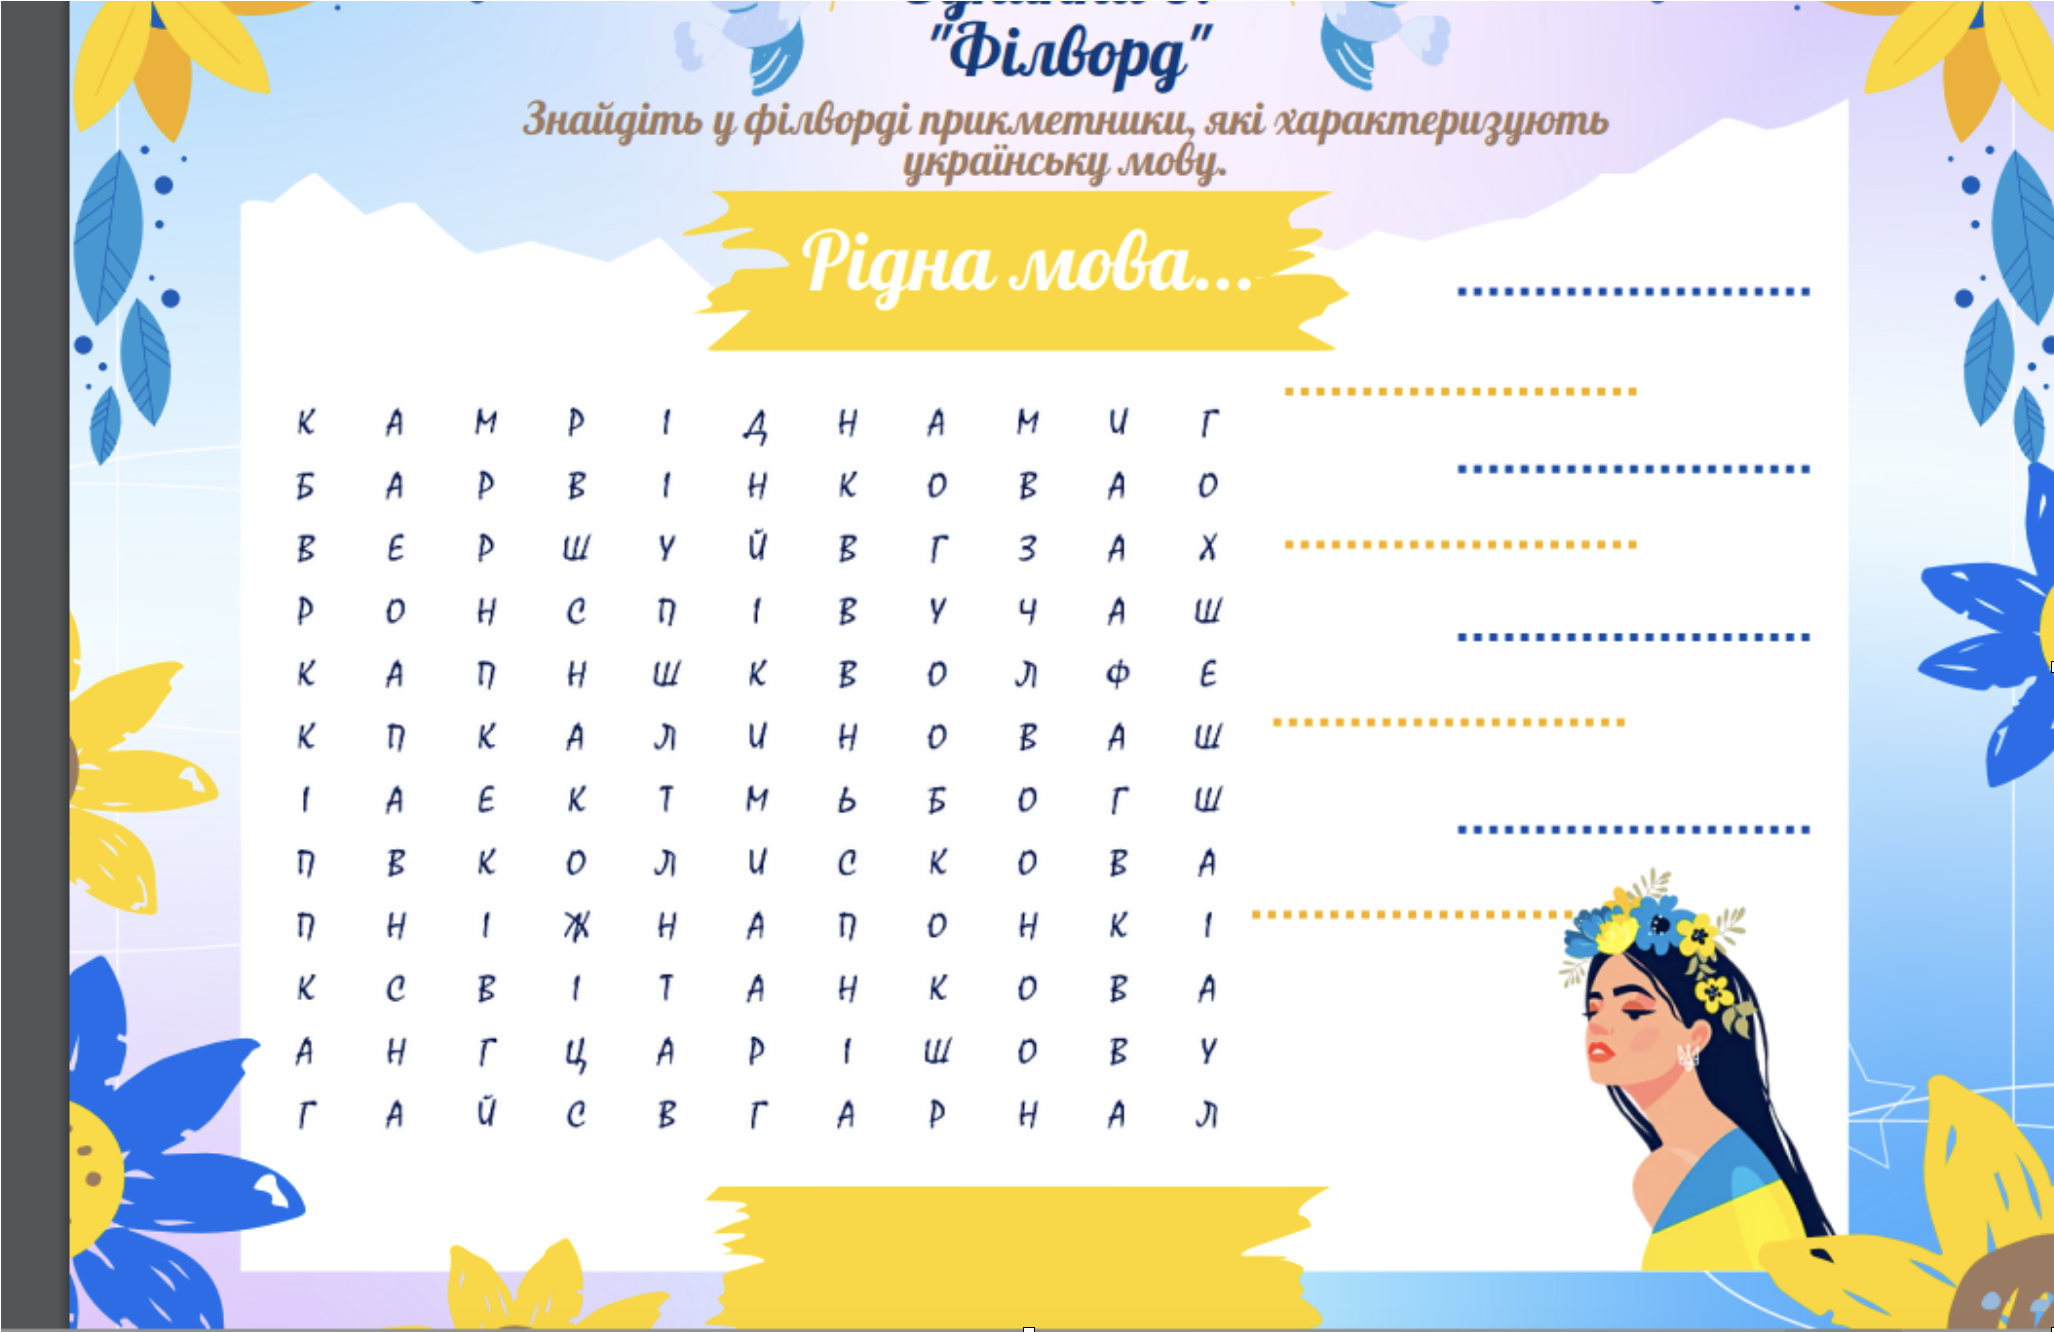 "Філворд"
Знайдіть у філворді прикметники, які характеризують
українську мову.
Рідна мова...
К А М Р І Д Н А М И Г
Б А Р В І Н К О В А О
В Е Р Ш У Й В Г З А Х
Р О Н С П І В У Ч А Ш
К А П Н Ш К В О Л Ф Е
К П К А Л И Н О В А Ш
І А Е К Т М Ь Б О Г Ш
П В К О Л И С К О В А
П Н І Ж Н А П О Н К І
К С В І Т А Н К О В А
А Н Г Ц А Р І Ш О В У
Г А Й С В Г А Р Н А Л